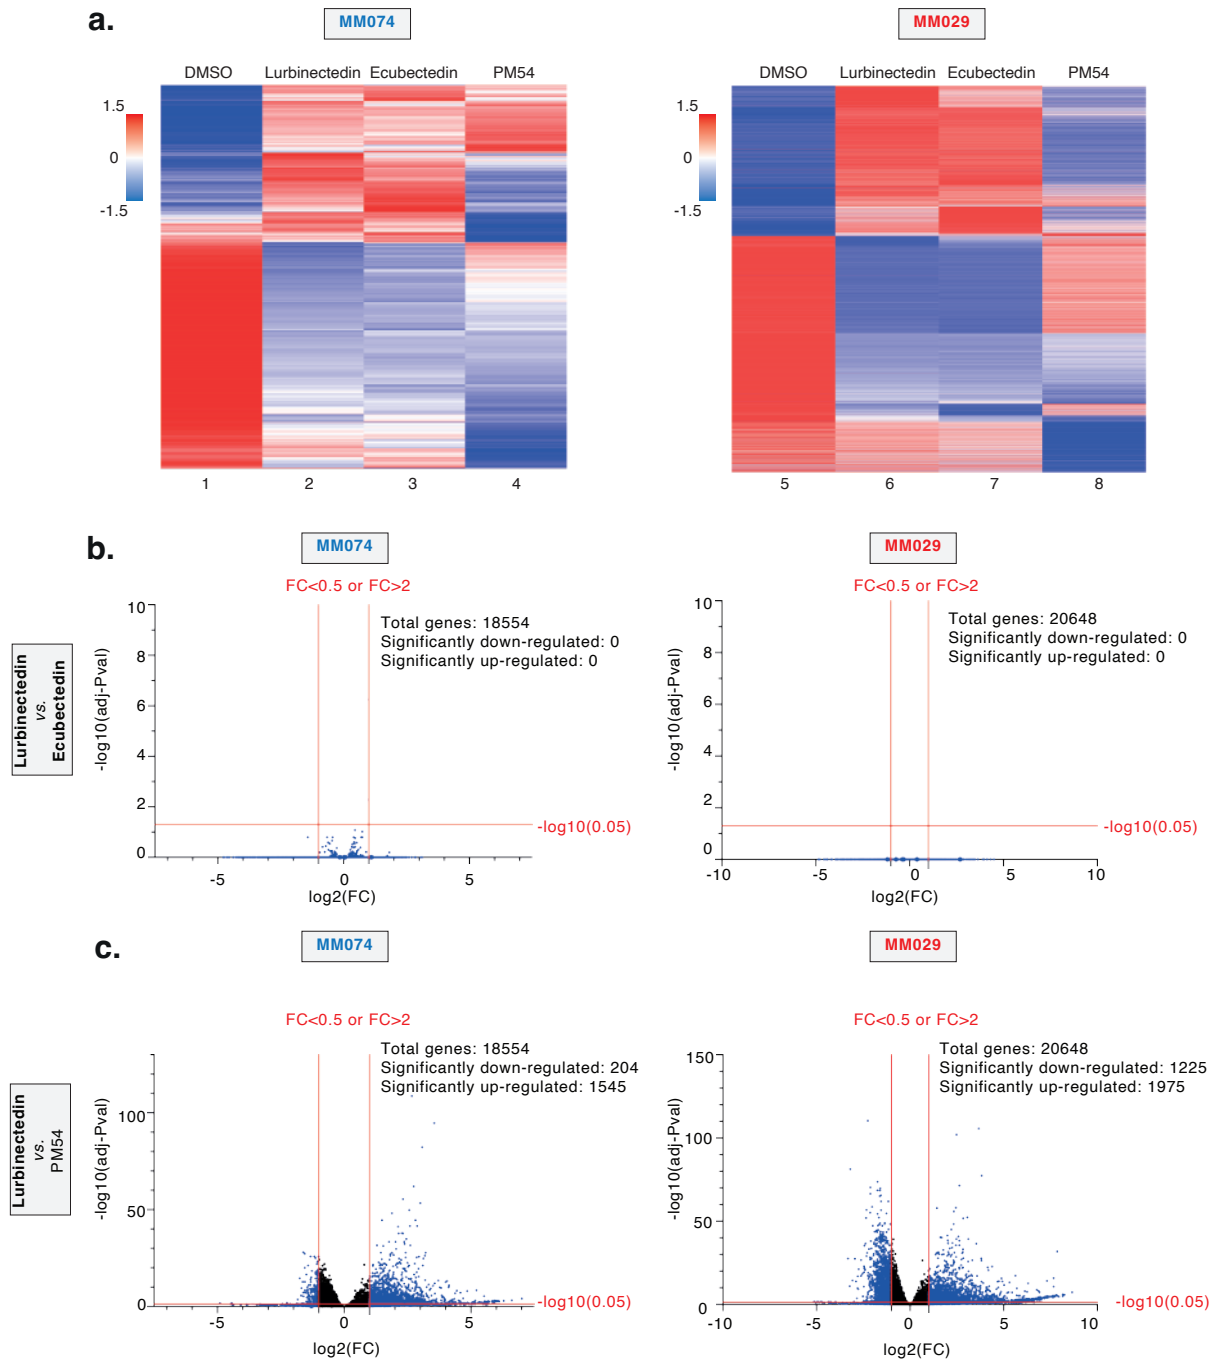 a.
MM074
MM029
DMSO Lurbinectedin Ecubectedin PM54
DMSO Lurbinectedin Ecubectedin PM54
1.5
0
-1.5
1.5
0
-1.5
1 2 3 4
5 6 7 8
b.
MM074
MM029
FC<0.5 or FC>2
FC<0.5 or FC>2
Lurbinectedin
vs.
Ecubectedin
Total genes: 18554
Significantly down-regulated: 0
Significantly up-regulated: 0
Total genes: 20648
Significantly down-regulated: 0
Significantly up-regulated: 0
-log10(adj-Pval)
10
8
6
4
2
0
-log10(0.05)
-5 0 5
log2(FC)
-log10(adj-Pval)
10
8
6
4
2
0
-log10(0.05)
-10 -5 0 5 10
log2(FC)
c.
MM074
MM029
FC<0.5 or FC>2
FC<0.5 or FC>2
Lurbinectedin
vs.
PM54
Total genes: 18554
Significantly down-regulated: 204
Significantly up-regulated: 1545
Total genes: 20648
Significantly down-regulated: 1225
Significantly up-regulated: 1975
-log10(adj-Pval)
100
50
0
-log10(0.05)
-5 0 5
log2(FC)
-log10(adj-Pval)
150
100
50
0
-log10(0.05)
-10 -5 0 5 10
log2(FC)